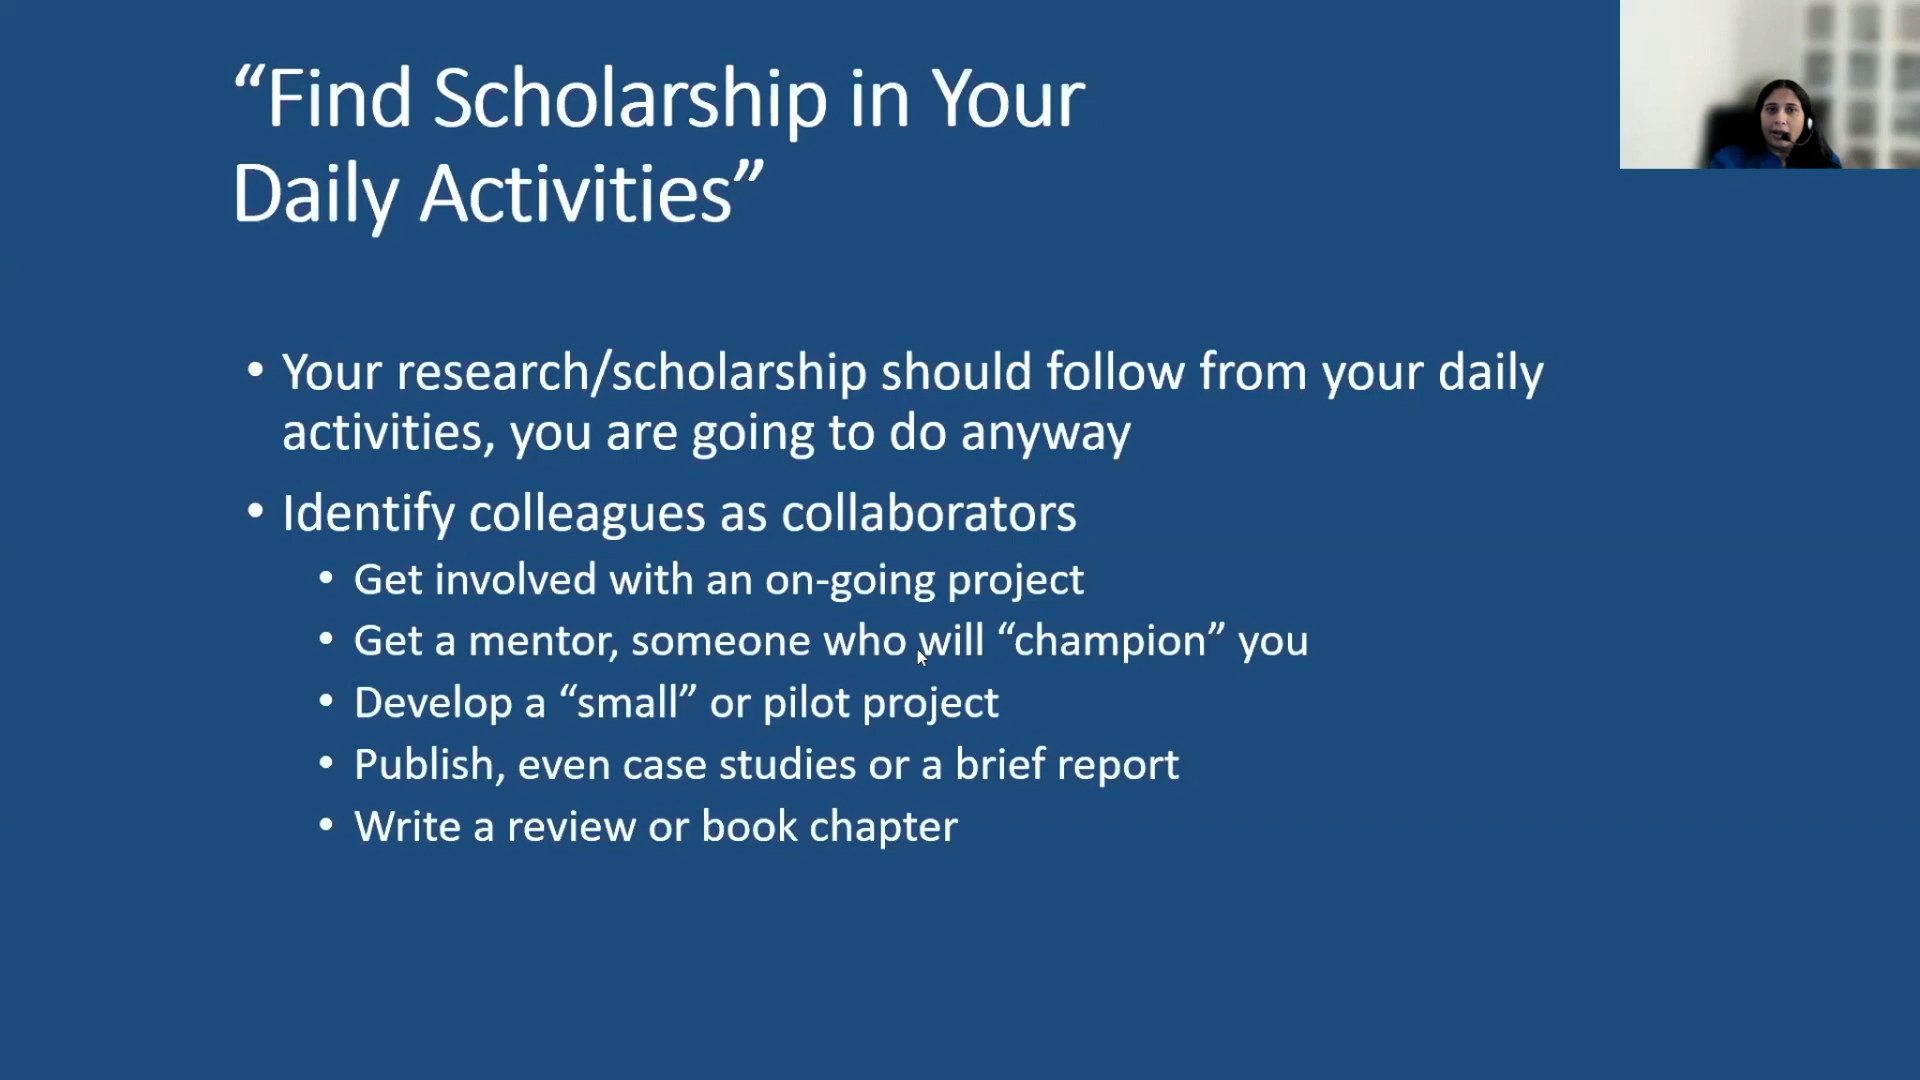 “Find Scholarship in Your
Daily Activities”
• Your research/scholarship should follow from your daily
activities, you are going to do anyway
• Identify colleagues as collaborators
• Get involved with an on-going project
• Get a mentor, someone who will “champion” you
• Develop a “small” or pilot project
• Publish, even case studies or a brief report
• Write a review or book chapter